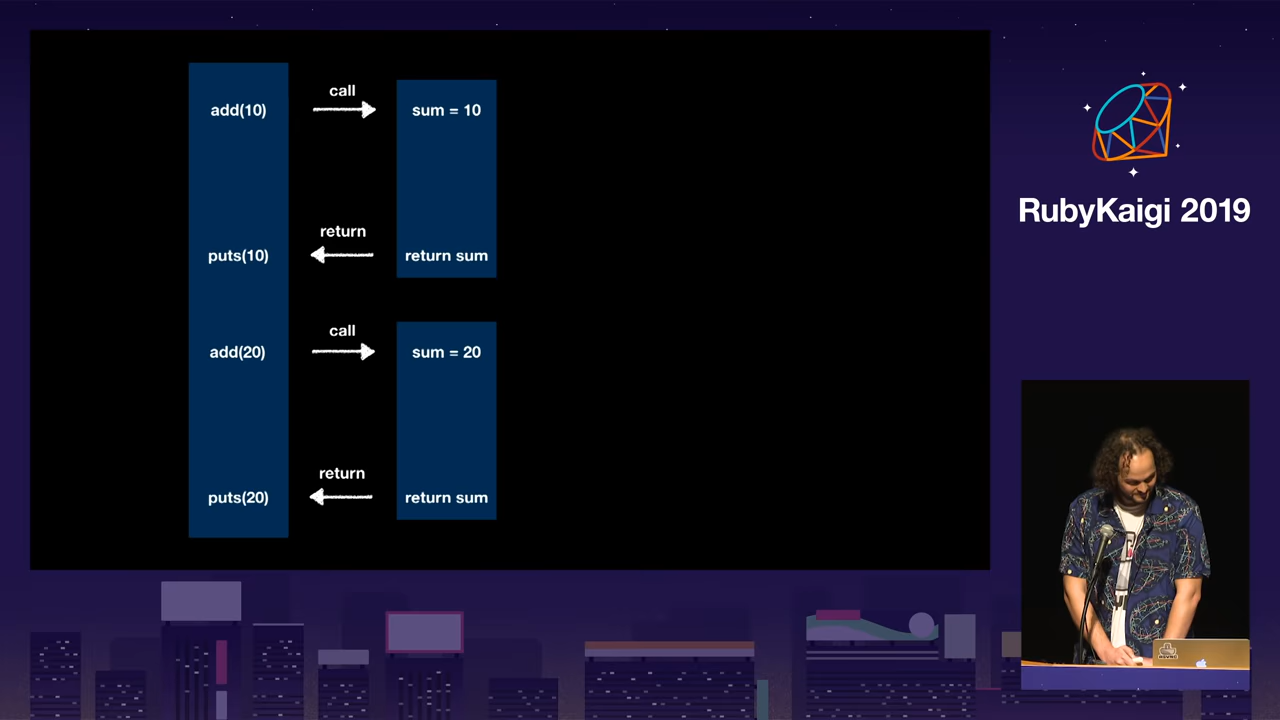 call
add(10)
sum = 10
return
puts(10)
return sum
call
add(20)
sum = 20
return
puts(20)
return sum
RubyKaigi 2019